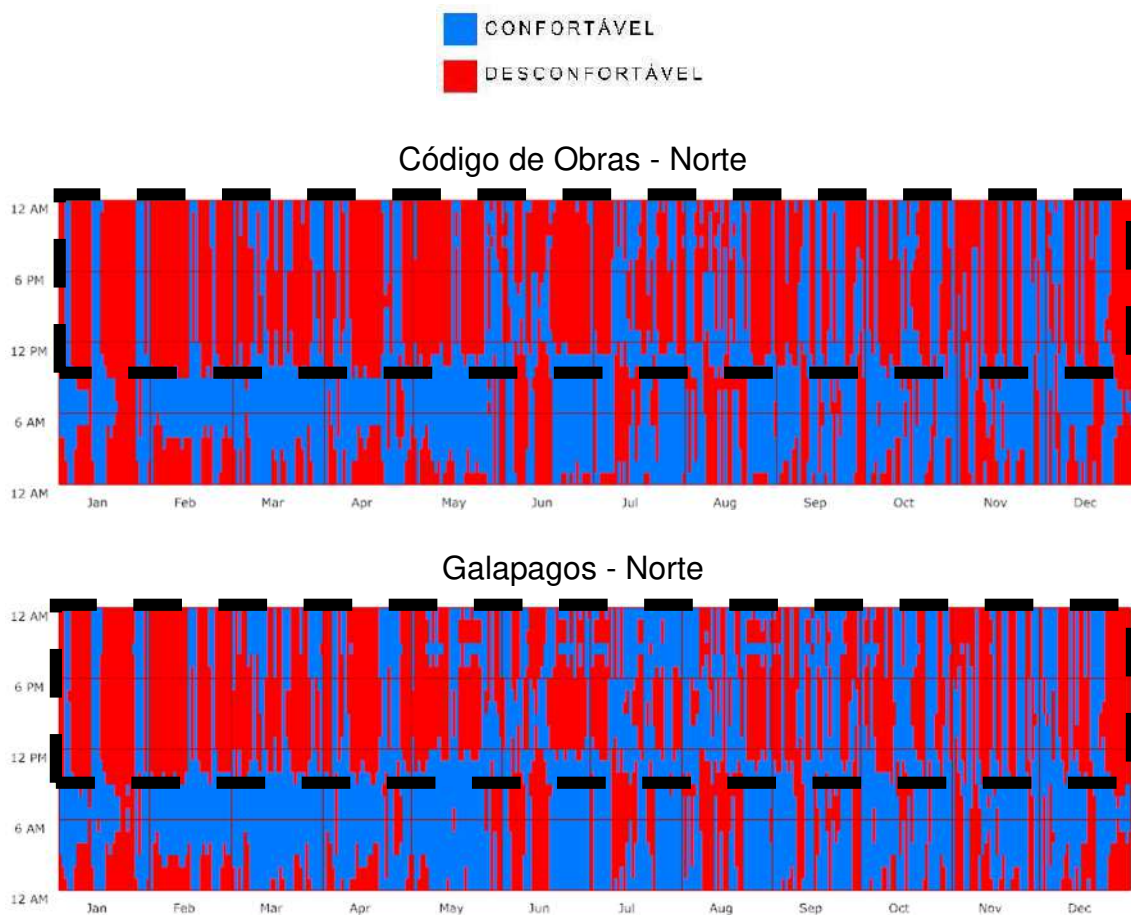 CONFORTÁVEL
DESCONFORTÁVEL
Código de Obras - Norte
12 AM
6 PM
12 PM
6 AM
12 AM
Jan Feb Mar Apr May Jun Jul Aug Sep Oct Nov Dec
Galapagos - Norte
12 AM
6 PM
12 PM
6 AM
12 AM
Jan Feb Mar Apr May Jun Jul Aug Sep Oct Nov Dec